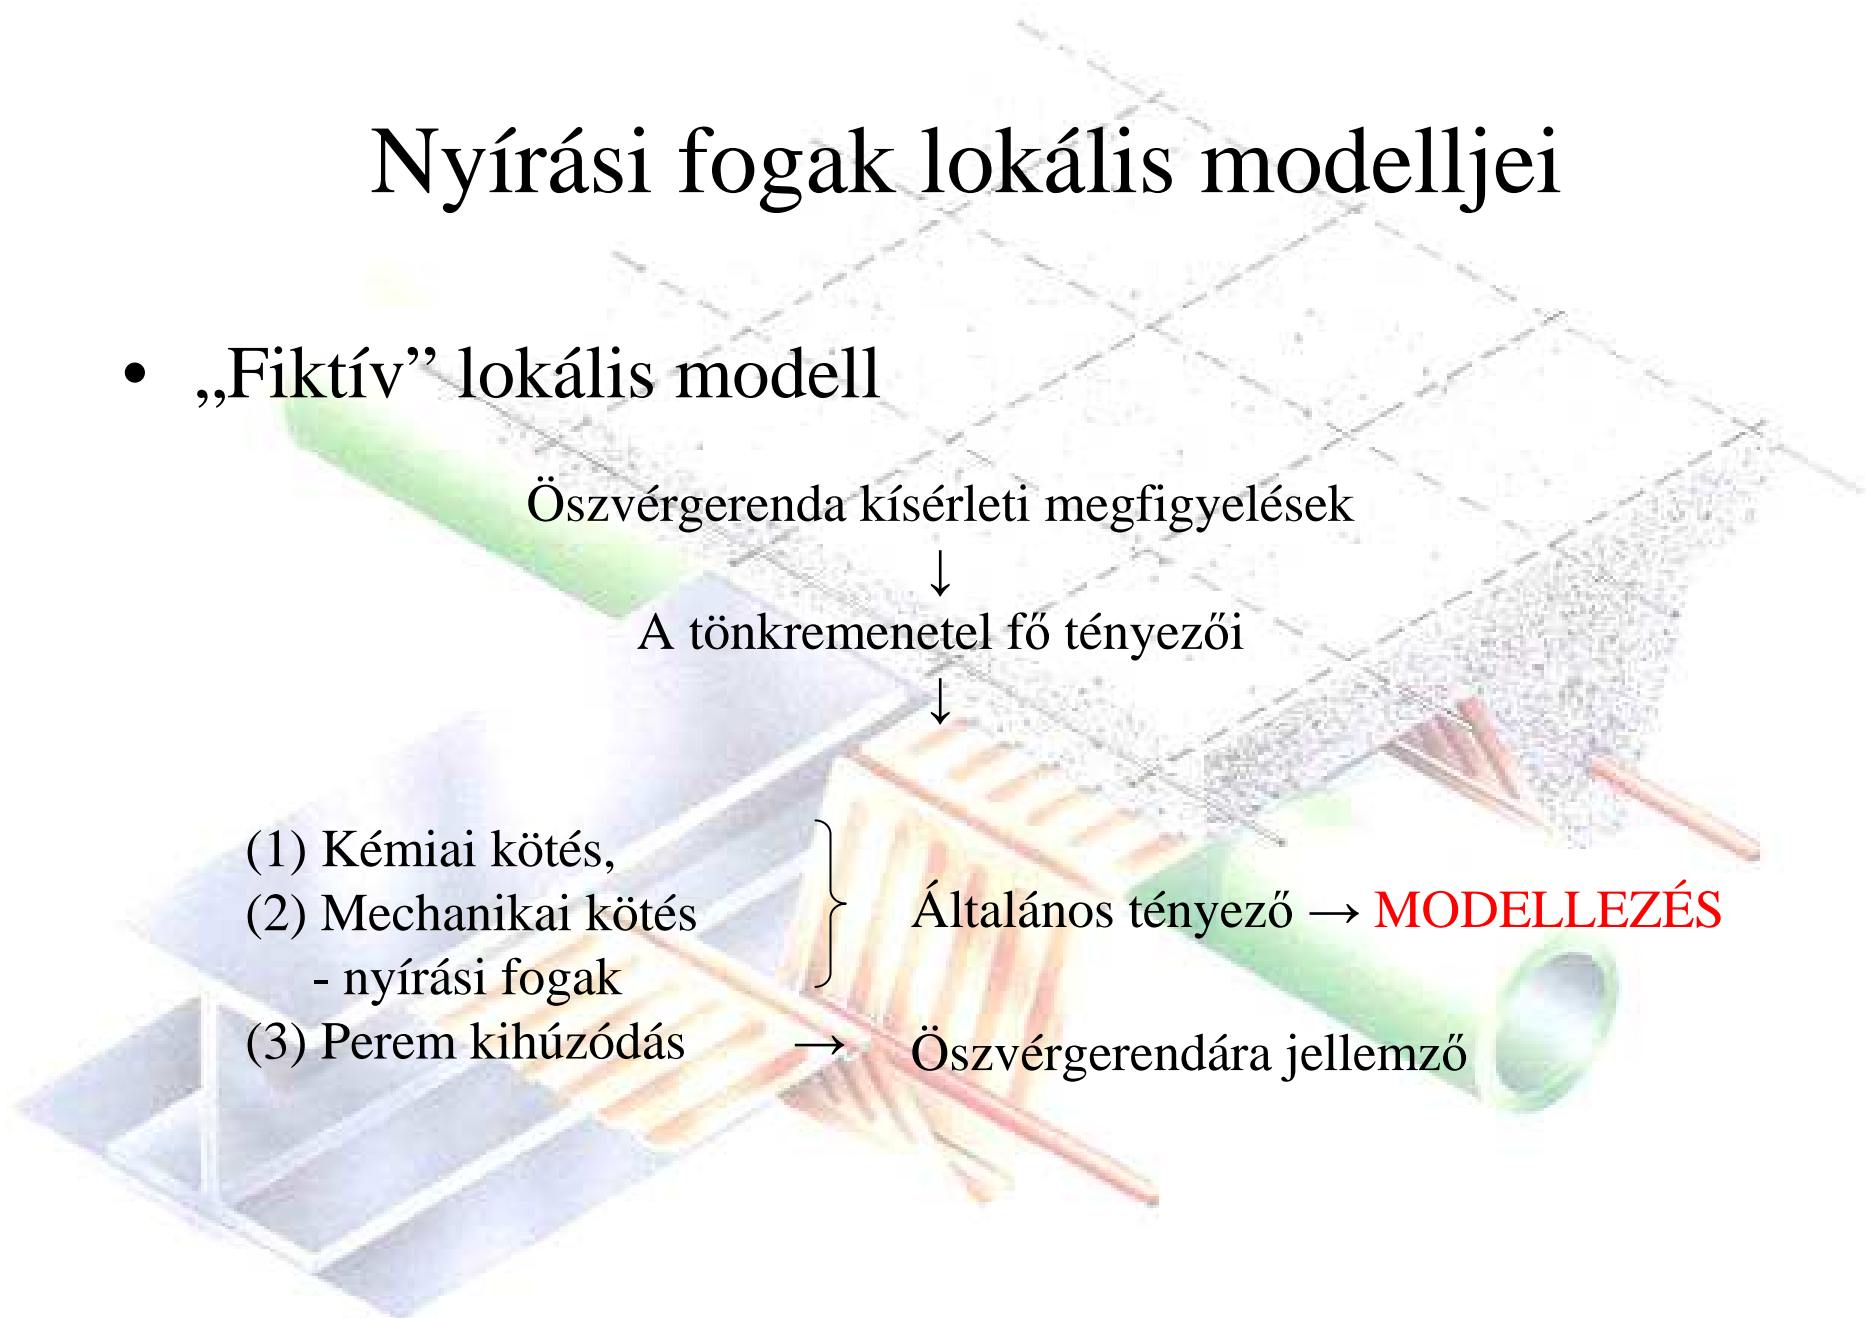 Nyírási fogak lokális modelljei
• „Fiktív” lokális modell
Öszvérgerenda kísérleti megfigyelések
↓
A tönkremenetel fő tényezői
↓
(1) Kémiai kötés,
(2) Mechanikai kötés
- nyírási fogak
Általános tényező → MODELLEZÉS
(3) Perem kihúzódás → Öszvérgerendára jellemző